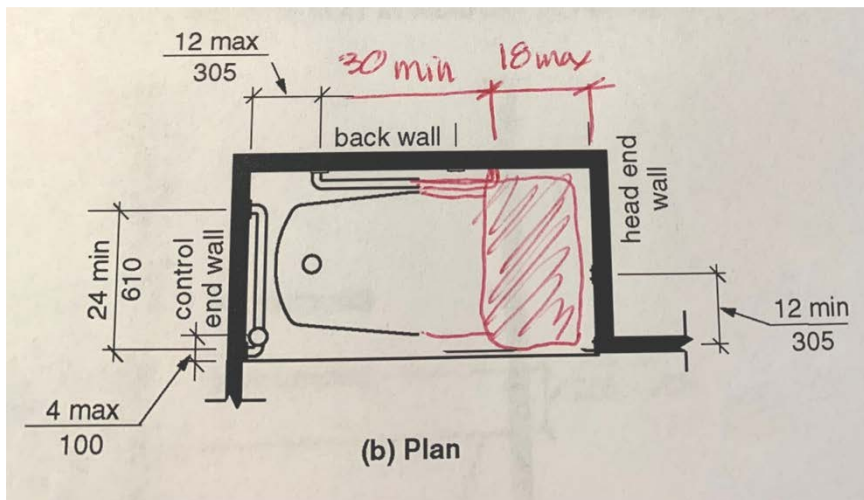 12 max
305
30 min
18 max
back wall
head end
wall
24 min
610
control
end wall
12 min
305
4 max
100
(b) Plan